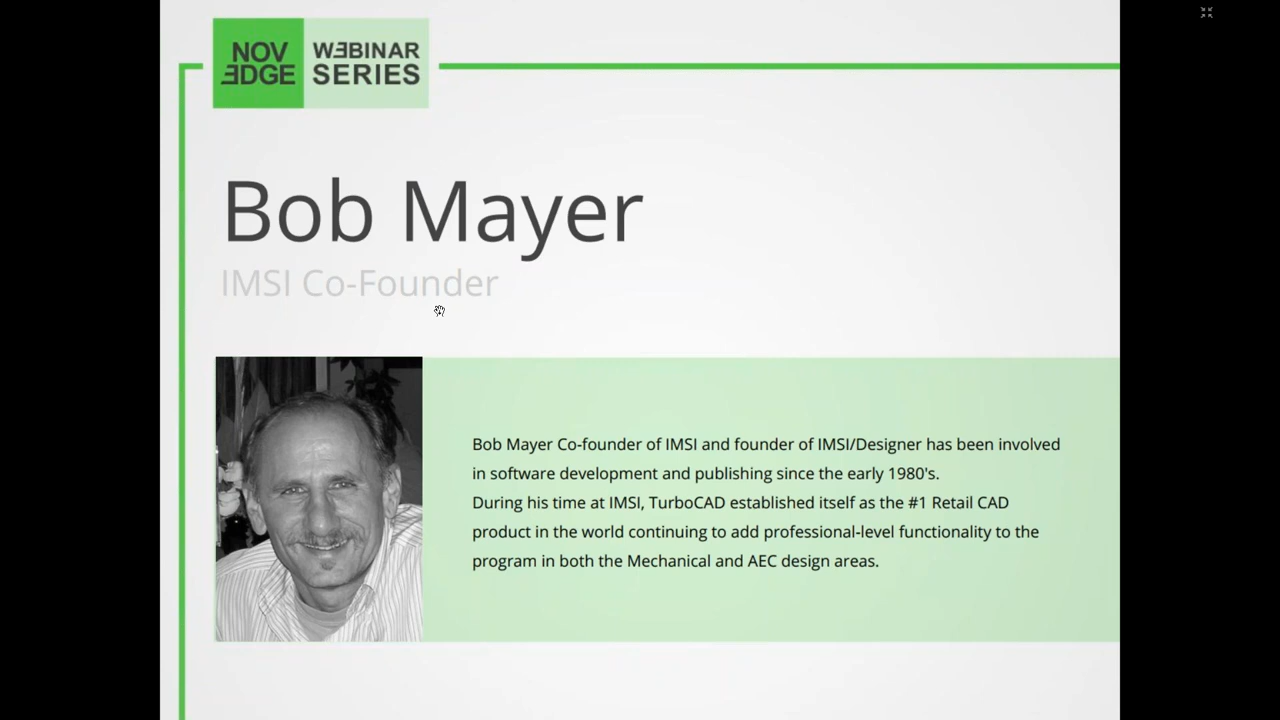 NOV
EDGE
WEBINAR
SERIES
Bob Mayer
IMSI Co-Founder
Bob Mayer Co-founder of IMSI and founder of IMSI/Designer has been involved
in software development and publishing since the early 1980's.
During his time at IMSI, TurboCAD established itself as the #1 Retail CAD
product in the world continuing to add professional-level functionality to the
program in both the Mechanical and AEC design areas.